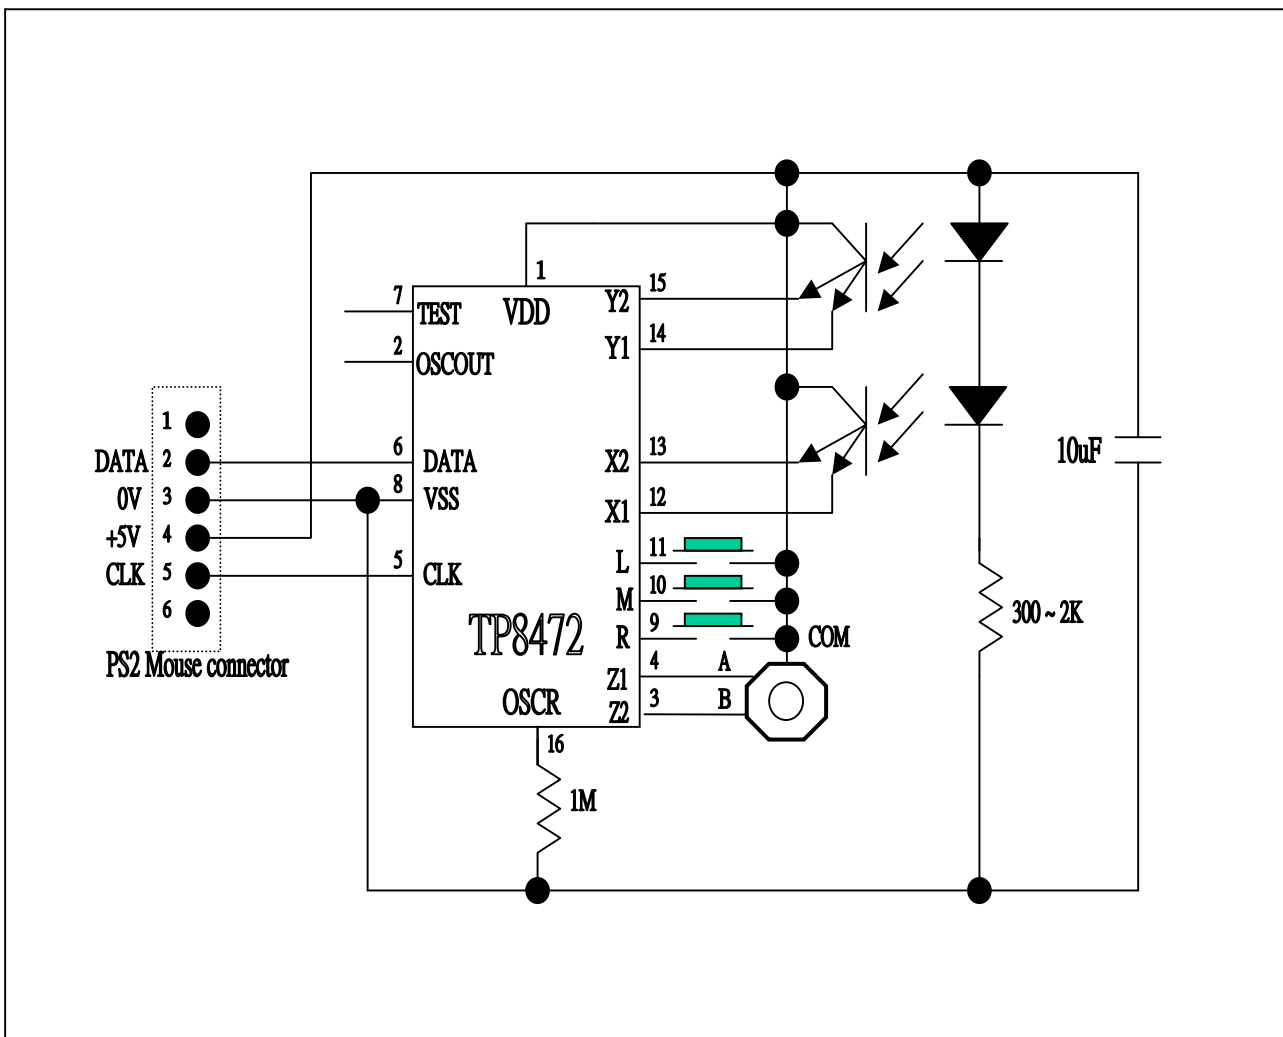 1
VDD
7
TEST
2
OSCOUT
15
Y2
14
Y1
1
DATA
2
6
DATA
13
X2
0V
3
8
VSS
12
X1
+5V
4
CLK
5
5
CLK
6
PS2 Mouse connector
11
L
10
M
9
R
COM
4
Z1
A
3
Z2
B
TP8472
OSCR
16
1M
10uF
300 ~ 2K